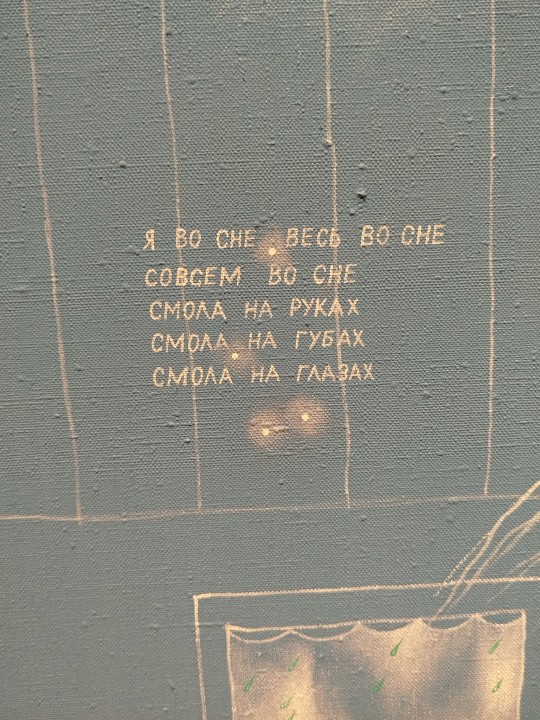 Я ВО СНЕ ВЕСЬ ВО СНЕ
СОВСЕМ ВО СНЕ
СМОЛА НА РУКАХ
СМОЛА НА ГУБАХ
СМОЛА НА ГЛАЗАХ